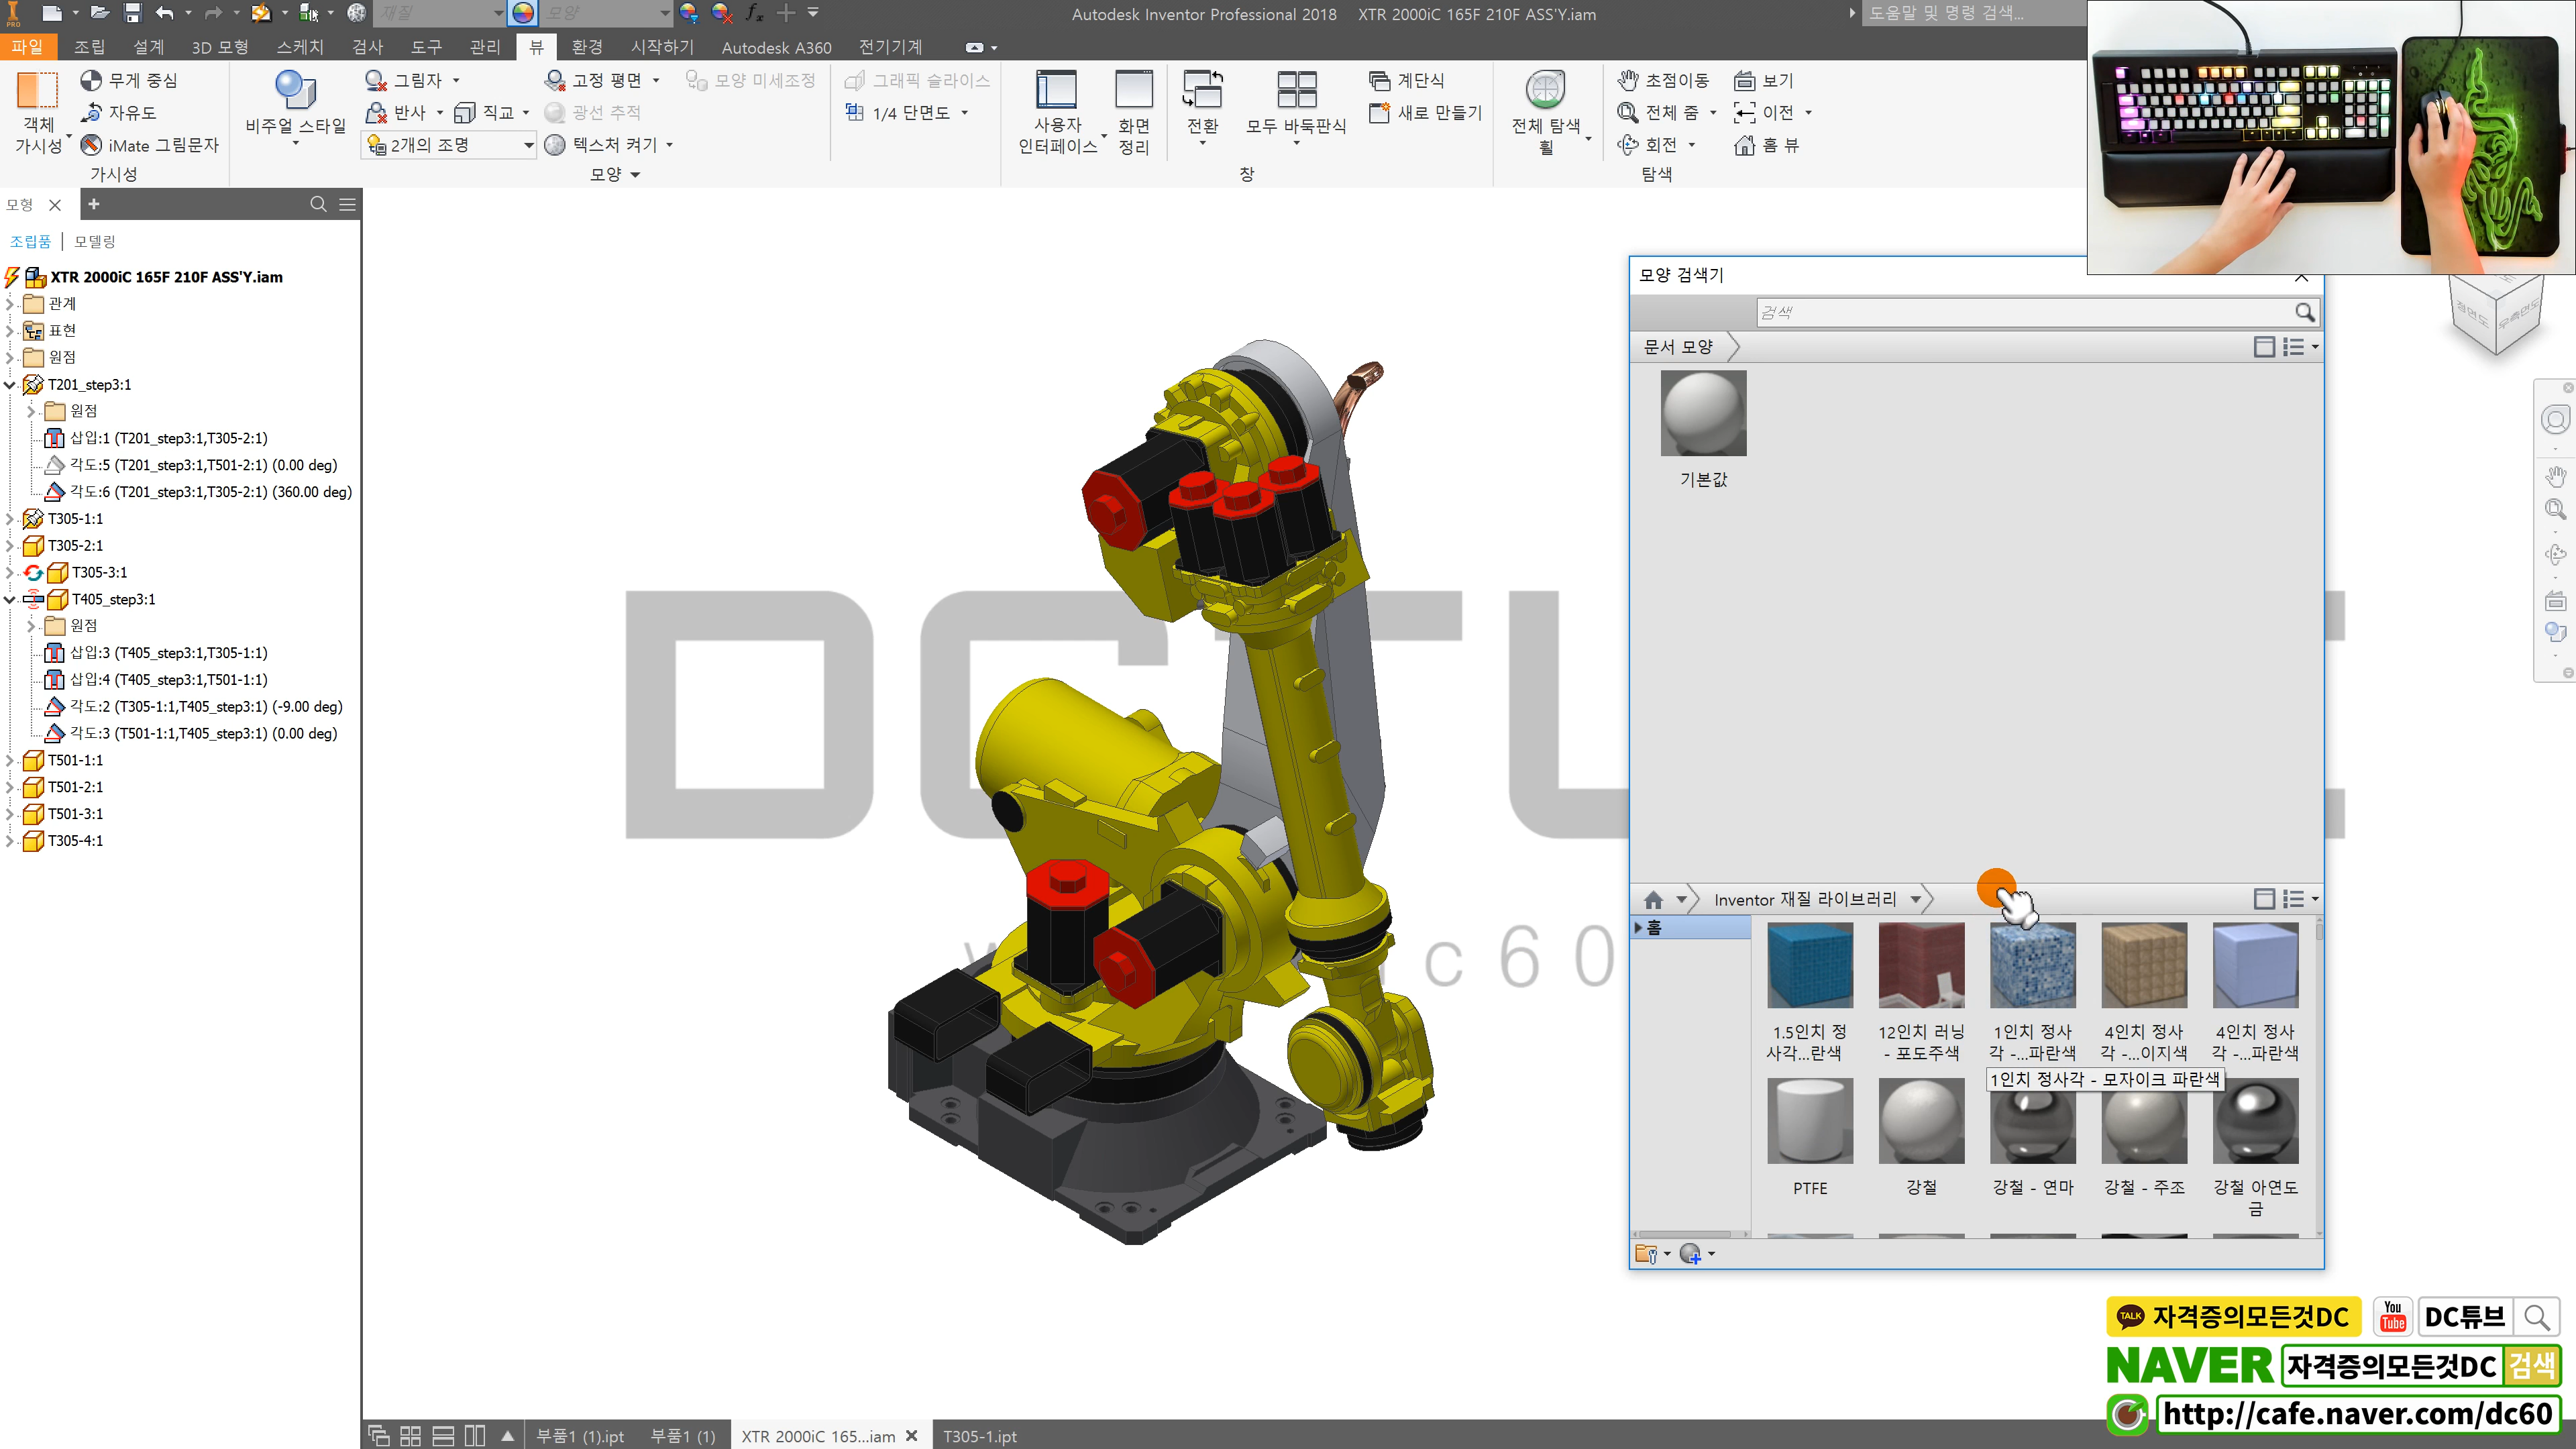 PRO
재질
모양
Autodesk Inventor Professional 2018 XTR 2000iC 165F 210F ASS'Y.iam
도움말 및 명령 검색...
파일 조립 설계 3D 모형 스케치 검사 도구 관리 뷰 환경 시작하기 Autodesk A360 전기기계
객체
가시성
무게 중심
자유도
iMate 그림문자
가시성
비주얼 스타일
그림자
반사
직교
2개의 조명
고정 평면
광선 추적
텍스처 켜기
모양 미세조정
모양
그래픽 슬라이스
1/4 단면도
사용자
인터페이스
화면
정리
전환
모두 바둑판식
계단식
새로 만들기
창
전체 탐색
휠
초점이동
전체 줌
회전
보기
이전
홈 뷰
탐색
모형
조립품 모델링
XTR 2000iC 165F 210F ASS'Y.iam
관계
표현
원점
T201_step3:1
원점
삽입:1 (T201_step3:1,T305-2:1)
각도:5 (T201_step3:1,T501-2:1) (0.00 deg)
각도:6 (T201_step3:1,T305-2:1) (360.00 deg)
T305-1:1
T305-2:1
T305-3:1
T405_step3:1
원점
삽입:3 (T405_step3:1,T305-1:1)
삽입:4 (T405_step3:1,T501-1:1)
각도:2 (T305-1:1,T405_step3:1) (-9.00 deg)
각도:3 (T501-1:1,T405_step3:1) (0.00 deg)
T501-1:1
T501-2:1
T501-3:1
T305-4:1
c60
모양 검색기
검색
문서 모양
기본값
Inventor 재질 라이브러리
홈
1.5인치 정
사각...란색
12인치 러닝
- 포도주색
1인치 정사
각 -...파란색
4인치 정사
각 -...이지색
4인치 정사
각 -...파란색
1인치 정사각 - 모자이크 파란색
PTFE
강철
강철 - 연마
강철 - 주조
강철 아연도
금
정면도
우측면도
TALK 자격증의모든것DC
You
Tube
DC튜브
NAVER 자격증의모든것DC 검색
http://cafe.naver.com/dc60
부품1 (1).ipt 부품1 (1) XTR 2000iC 165...iam T305-1.ipt